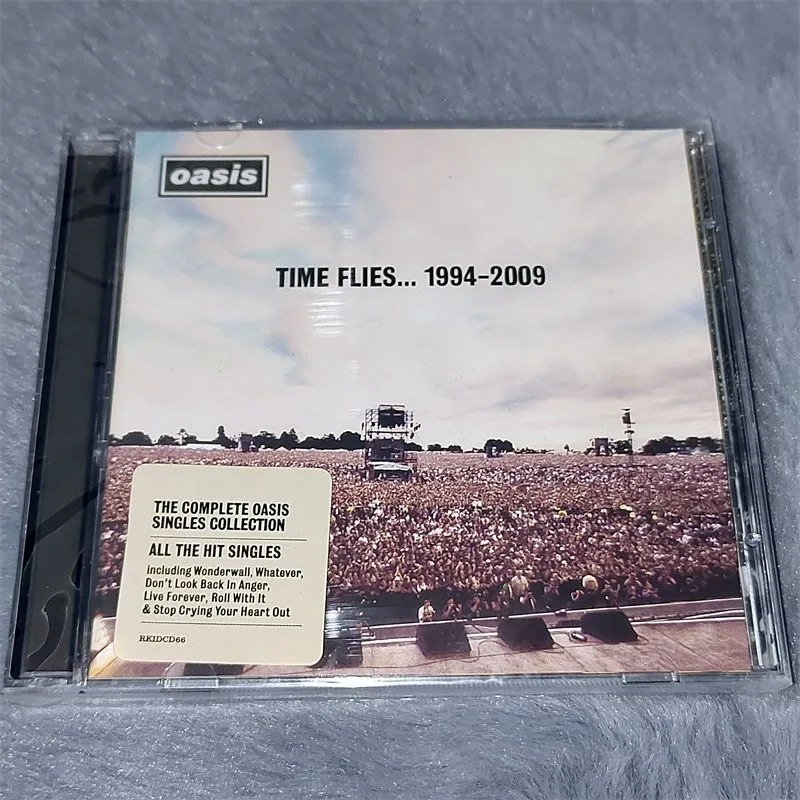 oasis
TIME FLIES... 1994-2009
THE COMPLETE OASIS
SINGLES COLLECTION
ALL THE HIT SINGLES
including Wonderwall, Whatever,
Don't Look Back In Anger,
Live Forever, Roll With It
& Stop Crying Your Heart Out
RKIDCD66